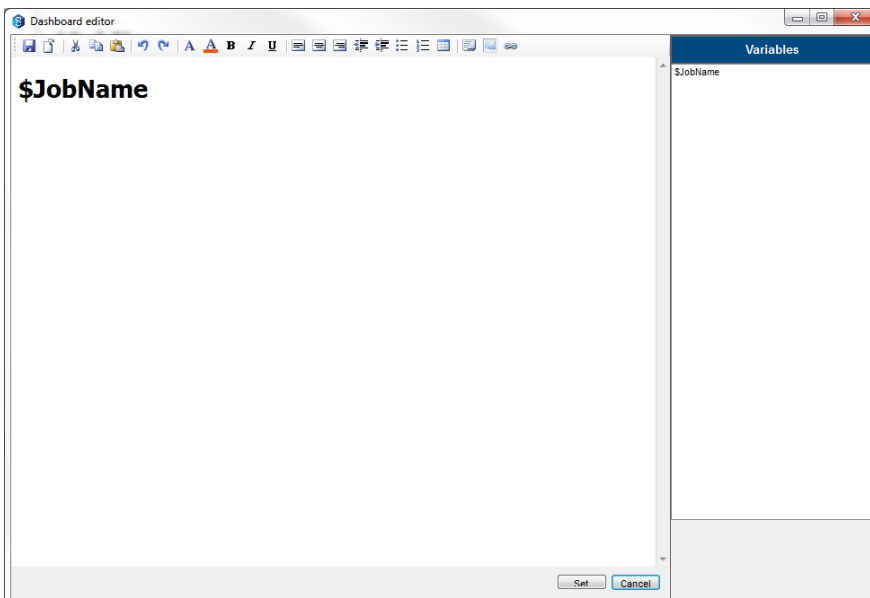 Dashboard editor
A A B I U
Variables
$JobName
$JobName
Set Cancel